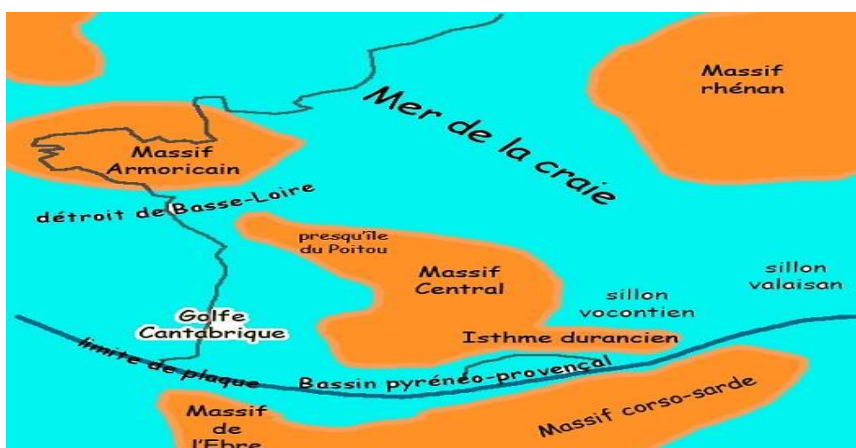 Massif
rhénan
Mer de la craie
Massif
Armoricain
détroit de Basse-Loire
presqu'île
du Poitou
Massif
Central
sillon
valaisan
sillon
vocontien
Golfe
Cantabrique
Isthme durancien
limite de plaque
Bassin pyrénéo-provençal
Massif corso-sarde
Massif
de
l'Ebre